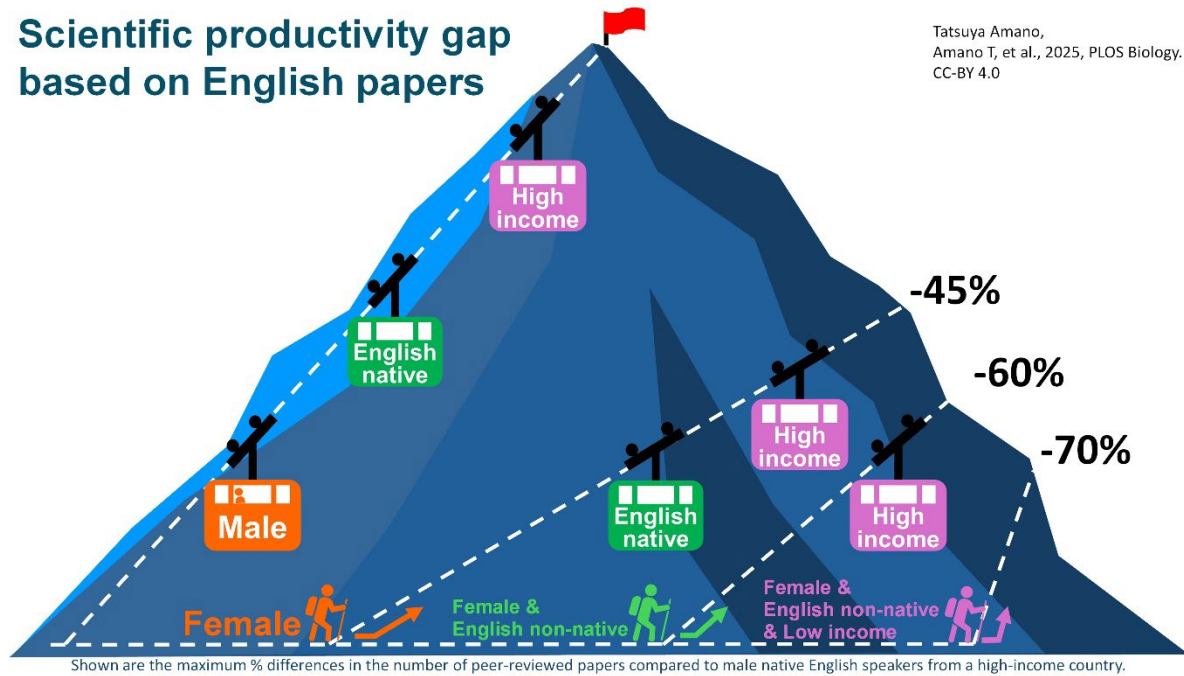 Scientific productivity gap
based on English papers
Tatsuya Amano,
Amano T, et al., 2025, PLOS Biology.
CC-BY 4.0
High
income
English
native
Male
-45%
-60%
-70%
High
income
English
native
High
income
Female
Female &
English non-native
Female &
English non-native
& Low income
Shown are the maximum % differences in the number of peer-reviewed papers compared to male native English speakers from a high-income country.